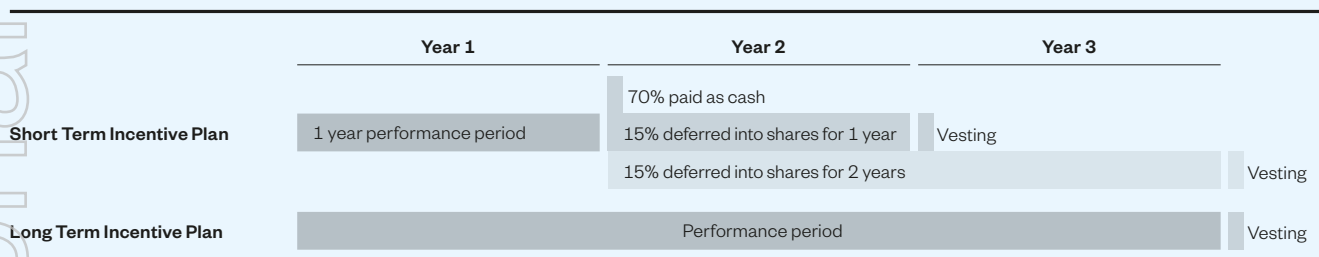 Year 1 Year 2 Year 3
70% paid as cash
Short Term Incentive Plan 1 year performance period 15% deferred into shares for 1 year Vesting
15% deferred into shares for 2 years Vesting
Long Term Incentive Plan Performance period Vesting